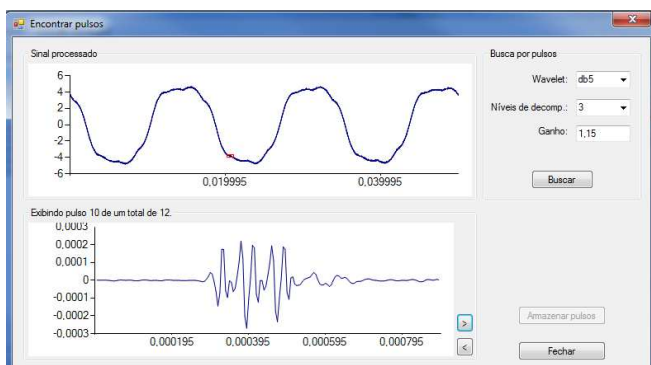 Encontrar pulsos
Sinal processado
6
4
2
0
-2
-4
-6
0,019995
0,039995
Busca por pulsos
Wavelet: db5
Níveis de decomp.: 3
Ganho: 1,15
Buscar
Exibindo pulso 10 de um total de 12.
0,0003
0,0002
0,0001
0
-0,0001
-0,0002
-0,0003
0,000195
0,000395
0,000595
0,000795
>
<
Armazenar pulsos
Fechar